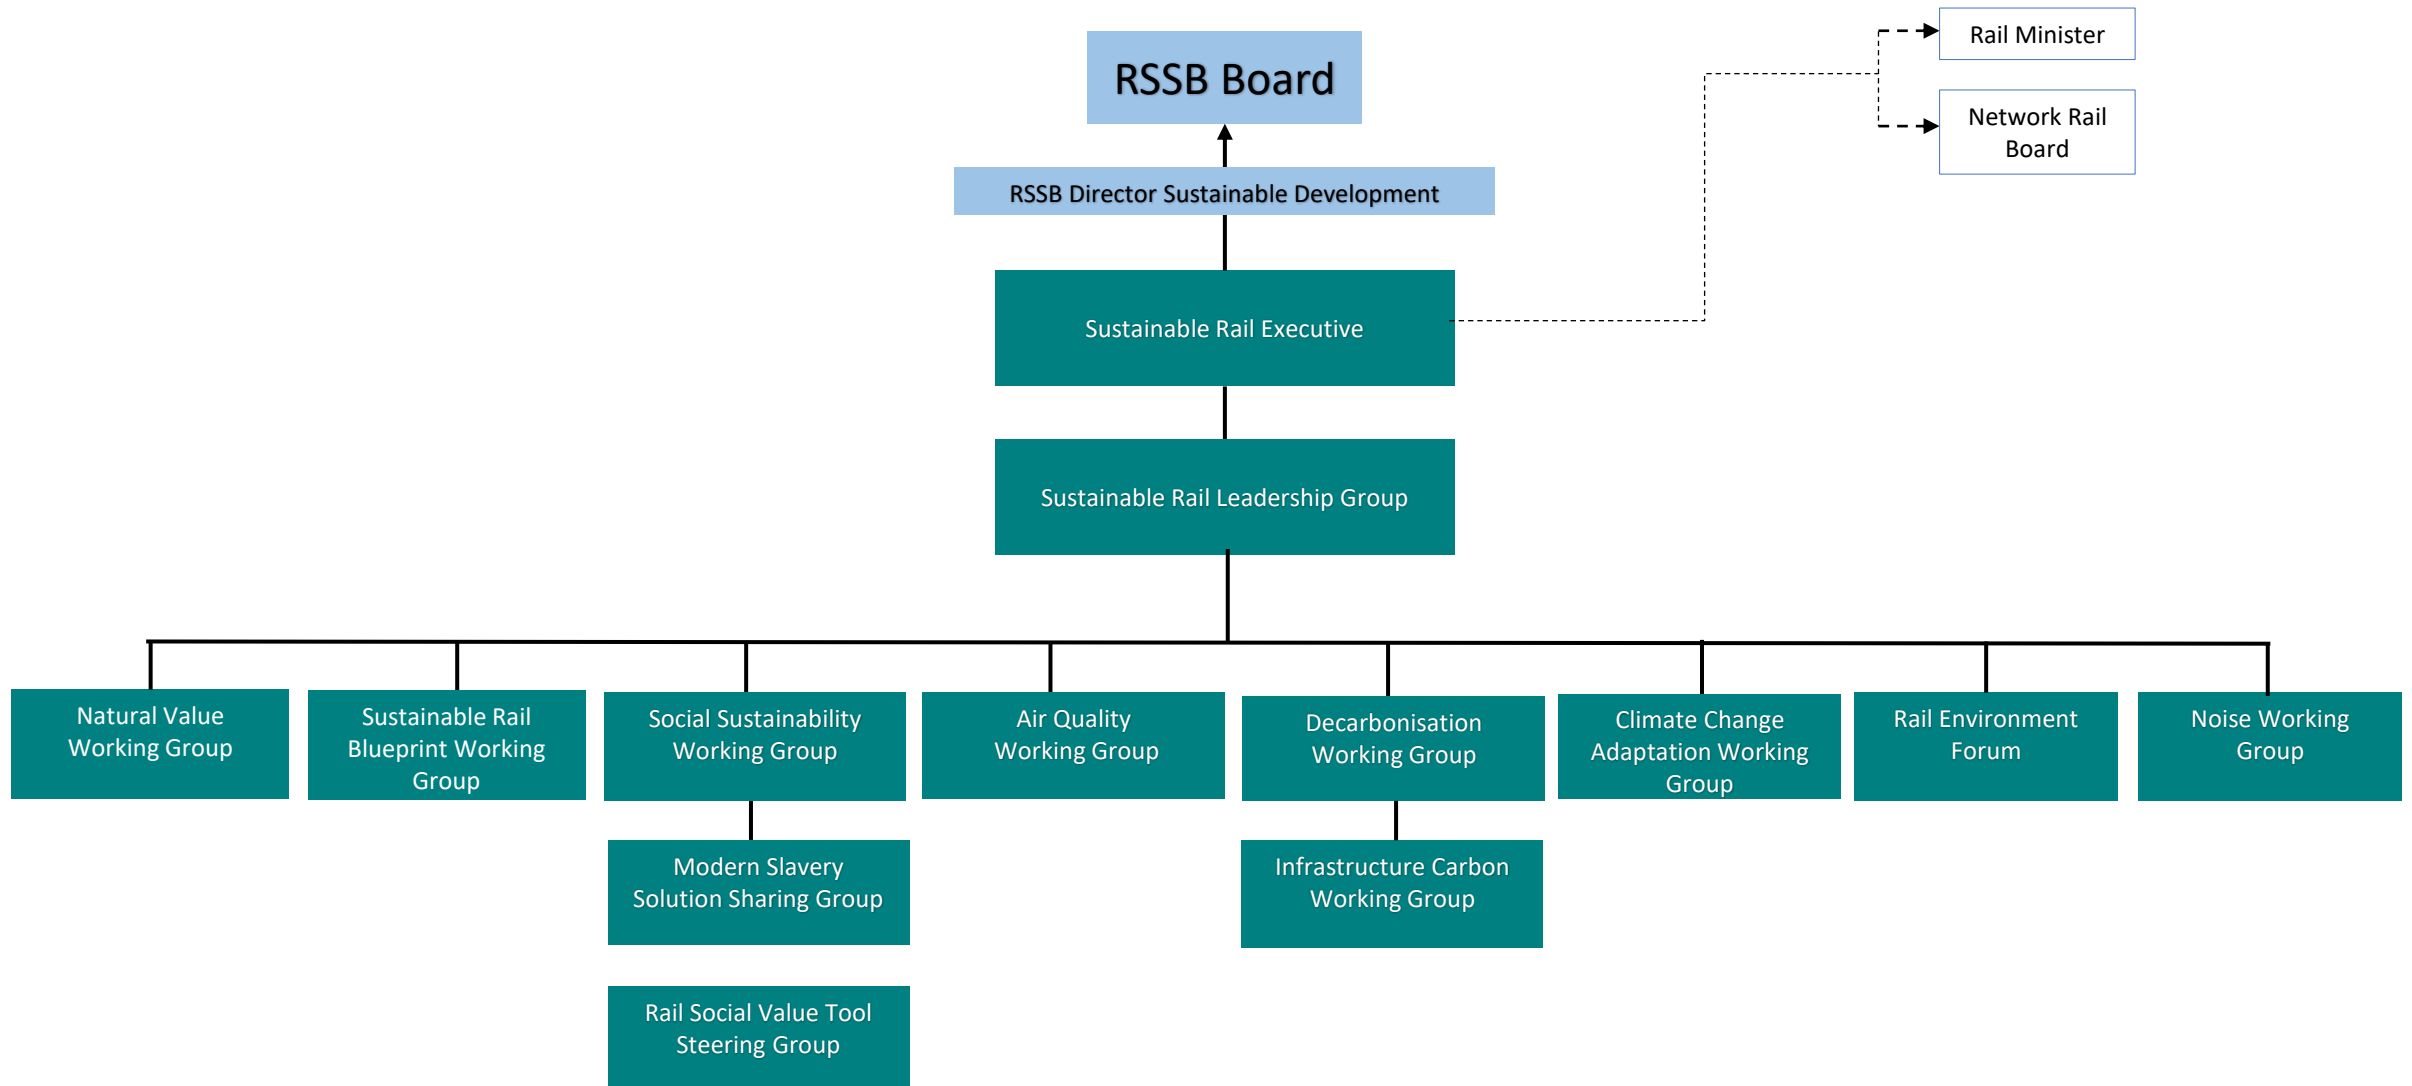 Rail Minister
RSSB Board
Network Rail
Board
RSSB Director Sustainable Development
Sustainable Rail Executive
Sustainable Rail Leadership Group
Natural Value
Working Group
Sustainable Rail
Blueprint Working
Group
Social Sustainability
Working Group
Air Quality
Working Group
Decarbonisation
Working Group
Climate Change
Adaptation Working
Group
Rail Environment
Forum
Noise Working
Group
Modern Slavery
Solution Sharing Group
Infrastructure Carbon
Working Group
Rail Social Value Tool
Steering Group